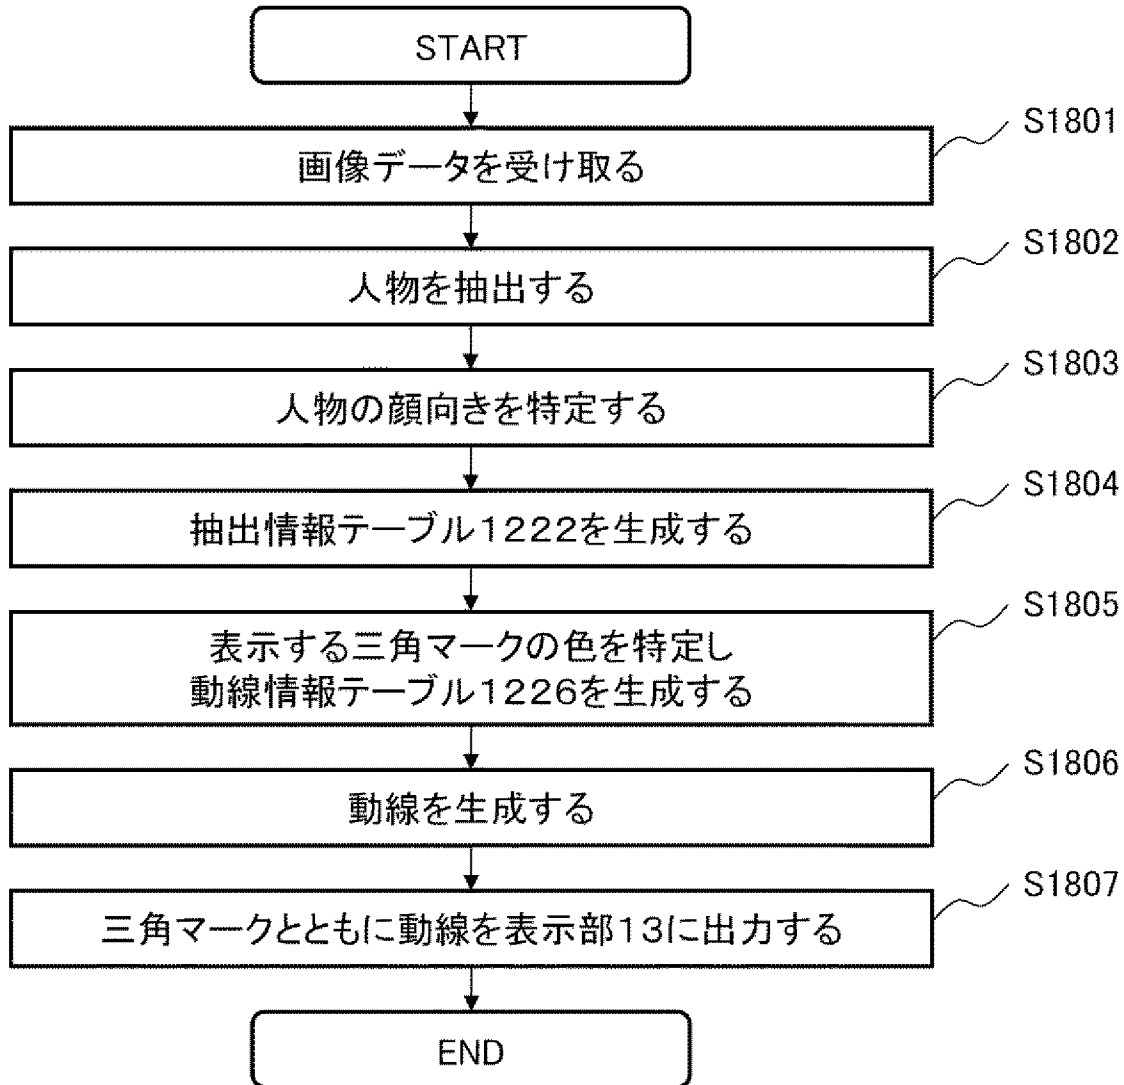 START
S1801
画像データを受け取る
S1802
人物を抽出する
S1803
人物の顔向きを特定する
S1804
抽出情報テーブル1222を生成する
S1805
表示する三角マークの色を特定し
動線情報テーブル1226を生成する
S1806
動線を生成する
S1807
三角マークとともに動線を表示部13に出力する
END